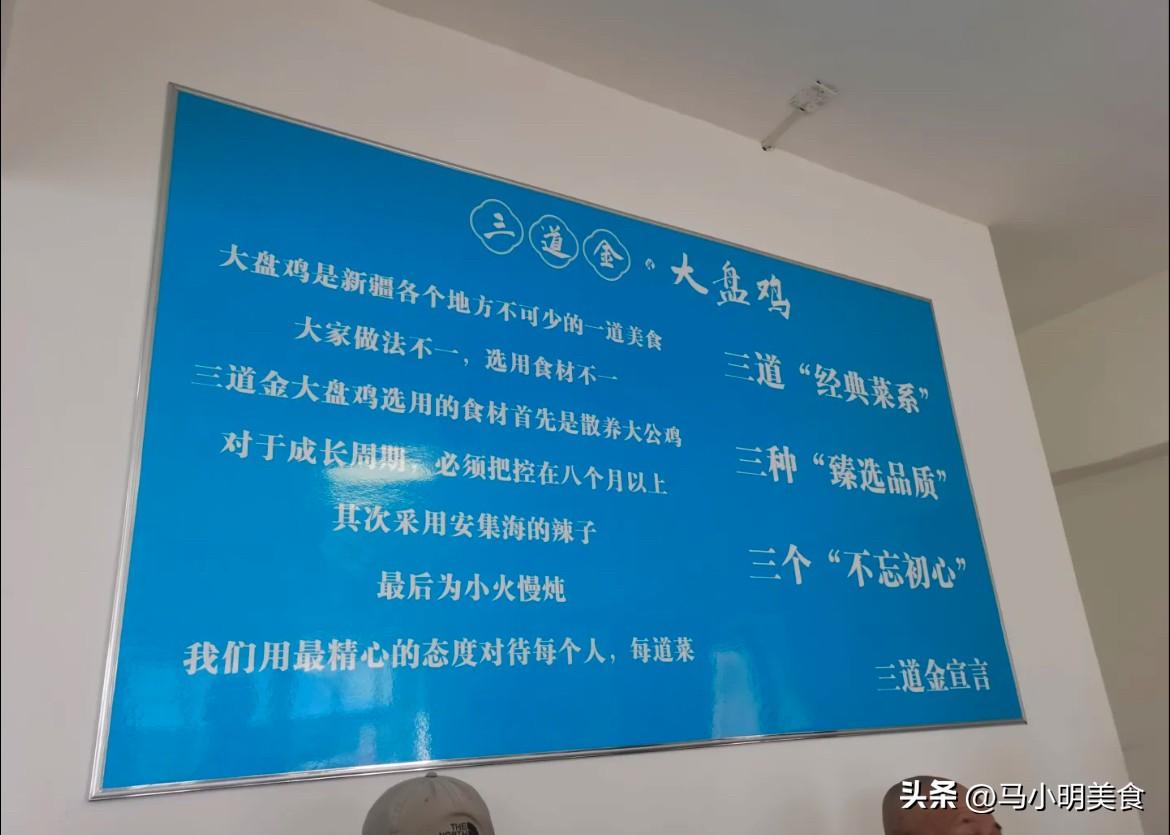 三道金·大盘鸡
大盘鸡是新疆各个地方不可少的一道美食
大家做法不一，选用食材不一
三道金大盘鸡选用的食材首先是散养大公鸡
对于成长周期，必须把控在八个月以上
其次采用安集海的辣子
最后为小火慢炖
我们用最精心的态度对待每个人，每道菜
三道“经典菜系”
三种“臻选品质”
三个“不忘初心”
三道金宣言
THE
NORTH
头条 @马小明美食